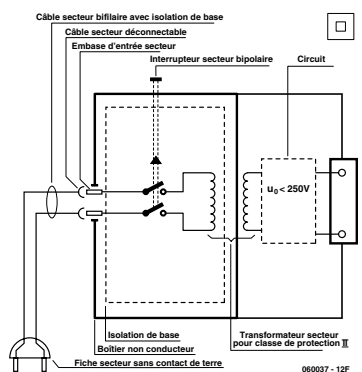 Câble secteur bifilaire avec isolation de base
Câble secteur déconnectable
Embase d'entrée secteur
Interrupteur secteur bipolaire
Circuit
u0 < 250V
Isolation de base
Boîtier non conducteur
Fiche secteur sans contact de terre
Transformateur secteur
pour classe de protection II
060037 - 12F